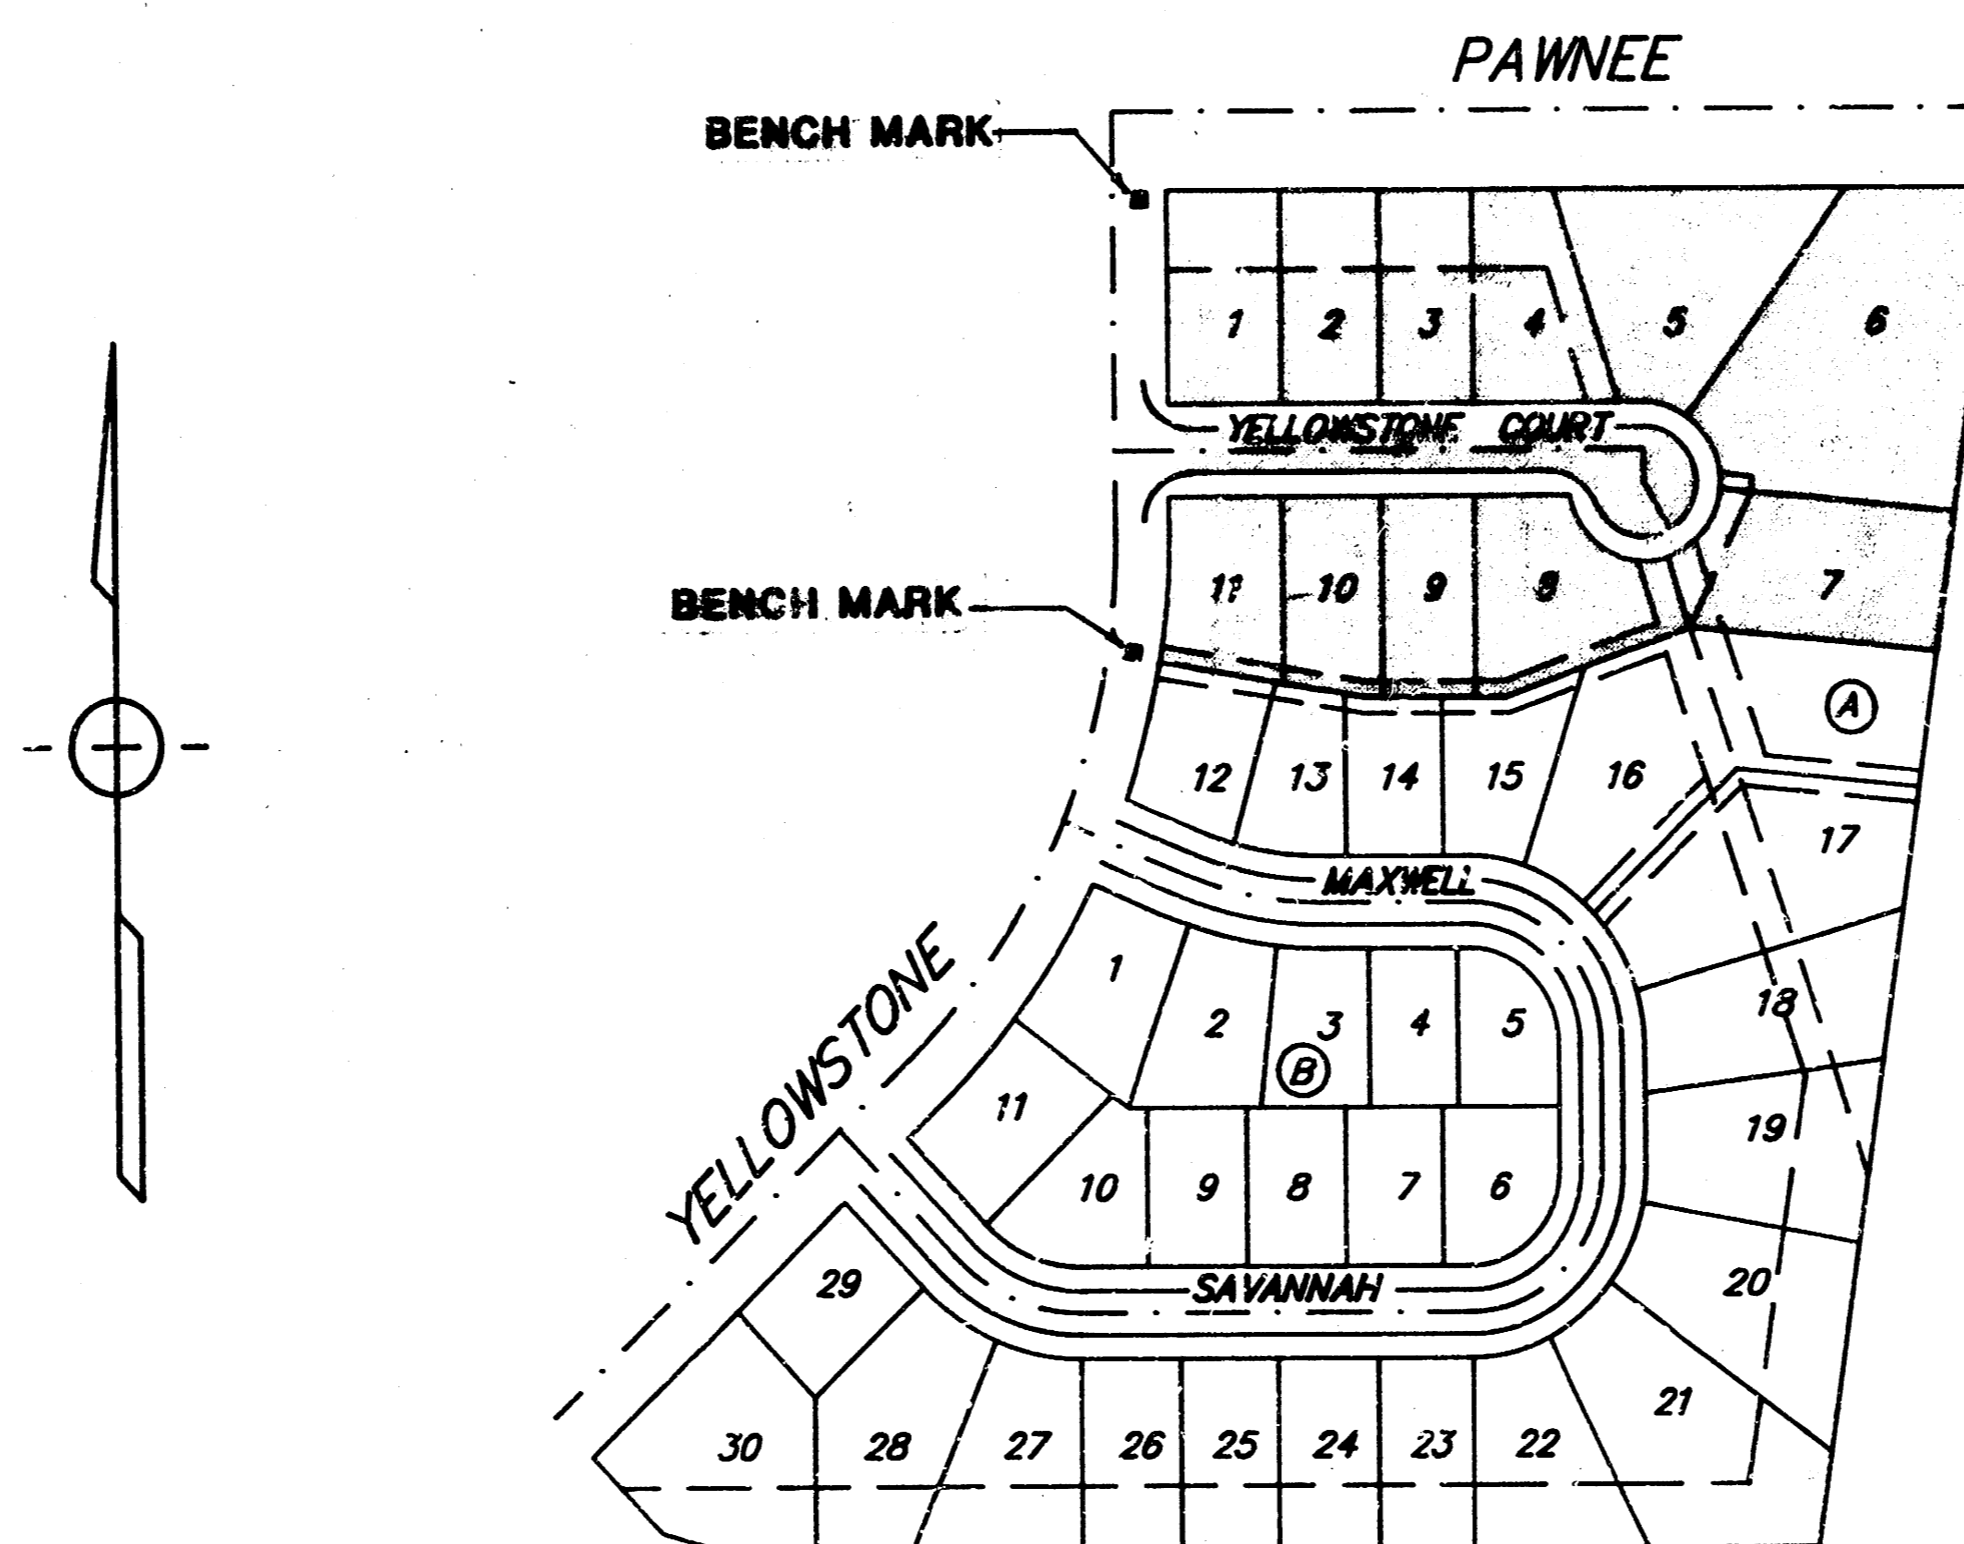 PAWNEE
BENCH MARK
1 2 3 4 5 6
YELLOWSTONE COURT
11 10 9 8 7
BENCH MARK
A
12 13 14 15 16
17
MAXWELL
1 2 3 4 5
B
18
YELLOWSTONE
11
10 9 8 7 6
19
29
SAVANNAH
20
21
30 28 27 26 25 24 23 22